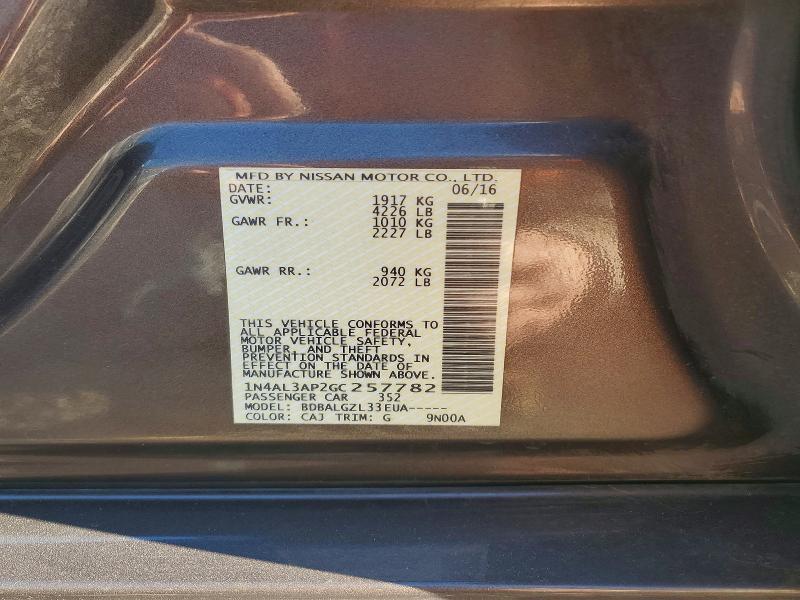 MFD BY NISSAN MOTOR CO., LTD.
DATE: 06/16
GVWR: 1917 KG
4226 LB
GAWR FR.: 1010 KG
2227 LB
GAWR RR.: 940 KG
2072 LB
THIS VEHICLE CONFORMS TO
ALL APPLICABLE FEDERAL
MOTOR VEHICLE SAFETY,
BUMPER, AND THEFT
PREVENTION STANDARDS IN
EFFECT ON THE DATE OF
MANUFACTURE SHOWN ABOVE.
1N4AL3AP2GC257782
PASSENGER CAR 352
MODEL: BDBALGZL33EUA-----
COLOR: CAJ TRIM: G 9N00A